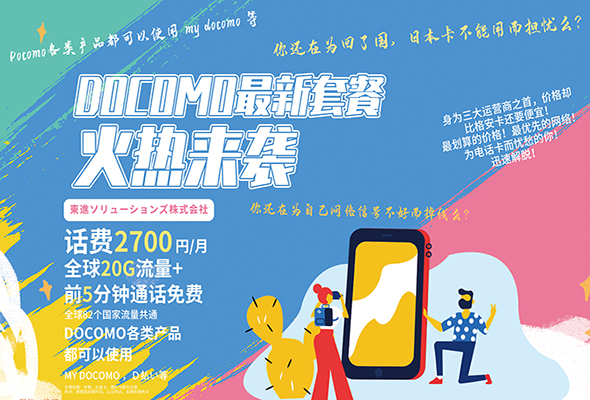 Docomo各类产品都可以使用 my docomo 等
你还在为回了国，日本卡不能用而担忧么？
DOCOMO最新套餐
火热来袭
身为三大运营商之首，价格却
比格安卡还要便宜！
最划算的价格！最优先的网络！
为电话卡而忧愁的你！
迅速解脱！
東進ソリューションズ株式会社
你还在为自己网络信号不好而掉线么？
话费2700円/月
全球20G流量+
前5分钟通话免费
全球82个国家流量共通
DOCOMO各类产品
都可以使用
MY DOCOMO ，D払い等